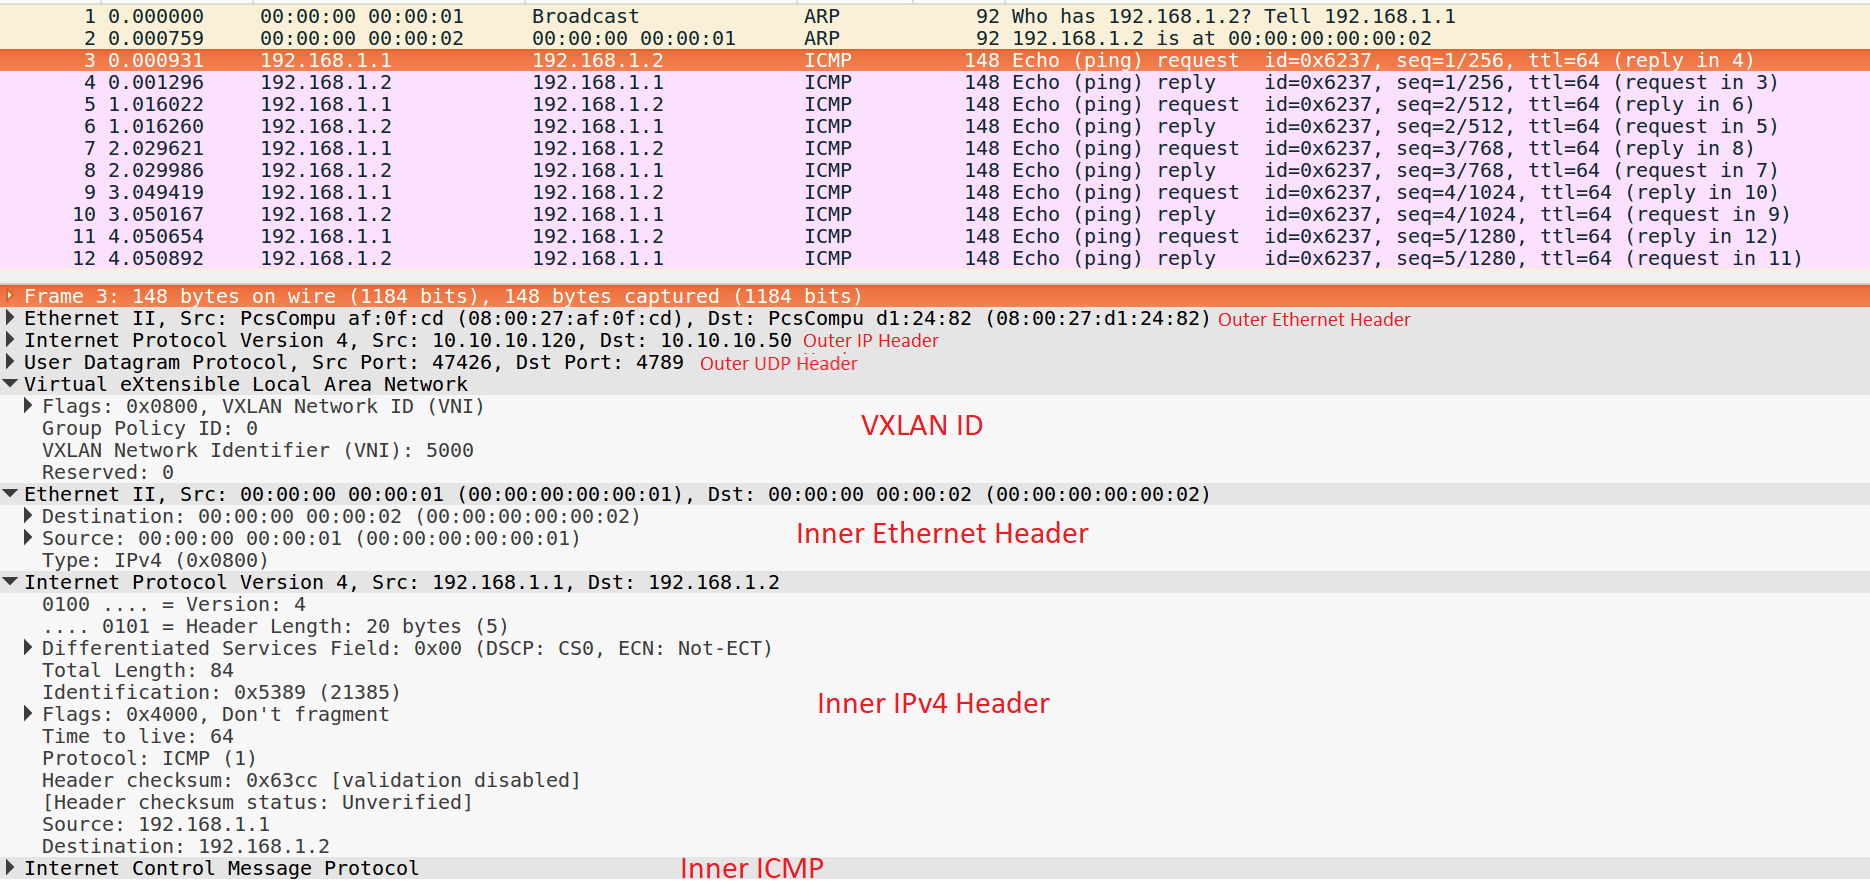 1 0.000000 00:00:00 00:00:01 Broadcast ARP 92 Who has 192.168.1.2? Tell 192.168.1.1
2 0.000759 00:00:00 00:00:02 00:00:00 00:00:01 ARP 92 192.168.1.2 is at 00:00:00:00:00:02
3 0.000931 192.168.1.1 192.168.1.2 ICMP 148 Echo (ping) request id=0x6237, seq=1/256, ttl=64 (reply in 4)
4 0.001296 192.168.1.2 192.168.1.1 ICMP 148 Echo (ping) reply id=0x6237, seq=1/256, ttl=64 (request in 3)
5 1.016022 192.168.1.1 192.168.1.2 ICMP 148 Echo (ping) request id=0x6237, seq=2/512, ttl=64 (reply in 6)
6 1.016260 192.168.1.2 192.168.1.1 ICMP 148 Echo (ping) reply id=0x6237, seq=2/512, ttl=64 (request in 5)
7 2.029621 192.168.1.1 192.168.1.2 ICMP 148 Echo (ping) request id=0x6237, seq=3/768, ttl=64 (reply in 8)
8 2.029986 192.168.1.2 192.168.1.1 ICMP 148 Echo (ping) reply id=0x6237, seq=3/768, ttl=64 (request in 7)
9 3.049419 192.168.1.1 192.168.1.2 ICMP 148 Echo (ping) request id=0x6237, seq=4/1024, ttl=64 (reply in 10)
10 3.050167 192.168.1.2 192.168.1.1 ICMP 148 Echo (ping) reply id=0x6237, seq=4/1024, ttl=64 (request in 9)
11 4.050654 192.168.1.1 192.168.1.2 ICMP 148 Echo (ping) request id=0x6237, seq=5/1280, ttl=64 (reply in 12)
12 4.050892 192.168.1.2 192.168.1.1 ICMP 148 Echo (ping) reply id=0x6237, seq=5/1280, ttl=64 (request in 11)
Frame 3: 148 bytes on wire (1184 bits), 148 bytes captured (1184 bits)
Ethernet II, Src: PcsCompu af:0f:cd (08:00:27:af:0f:cd), Dst: PcsCompu d1:24:82 (08:00:27:d1:24:82) Outer Ethernet Header
Internet Protocol Version 4, Src: 10.10.10.120, Dst: 10.10.10.50 Outer IP Header
User Datagram Protocol, Src Port: 47426, Dst Port: 4789 Outer UDP Header
Virtual eXtensible Local Area Network
Flags: 0x0800, VXLAN Network ID (VNI)
VXLAN ID
Group Policy ID: 0
VXLAN Network Identifier (VNI): 5000
Reserved: 0
Ethernet II, Src: 00:00:00 00:00:01 (00:00:00:00:00:01), Dst: 00:00:00 00:00:02 (00:00:00:00:00:02)
Destination: 00:00:00 00:00:02 (00:00:00:00:00:02)
Inner Ethernet Header
Source: 00:00:00 00:00:01 (00:00:00:00:00:01)
Type: IPv4 (0x0800)
Internet Protocol Version 4, Src: 192.168.1.1, Dst: 192.168.1.2
0100 .... = Version: 4
.... 0101 = Header Length: 20 bytes (5)
Differentiated Services Field: 0x00 (DSCP: CS0, ECN: Not-ECT)
Total Length: 84
Identification: 0x5389 (21385)
Inner IPv4 Header
Flags: 0x4000, Don't fragment
Time to live: 64
Protocol: ICMP (1)
Header checksum: 0x63cc [validation disabled]
[Header checksum status: Unverified]
Source: 192.168.1.1
Destination: 192.168.1.2
Internet Control Message Protocol Inner ICMP